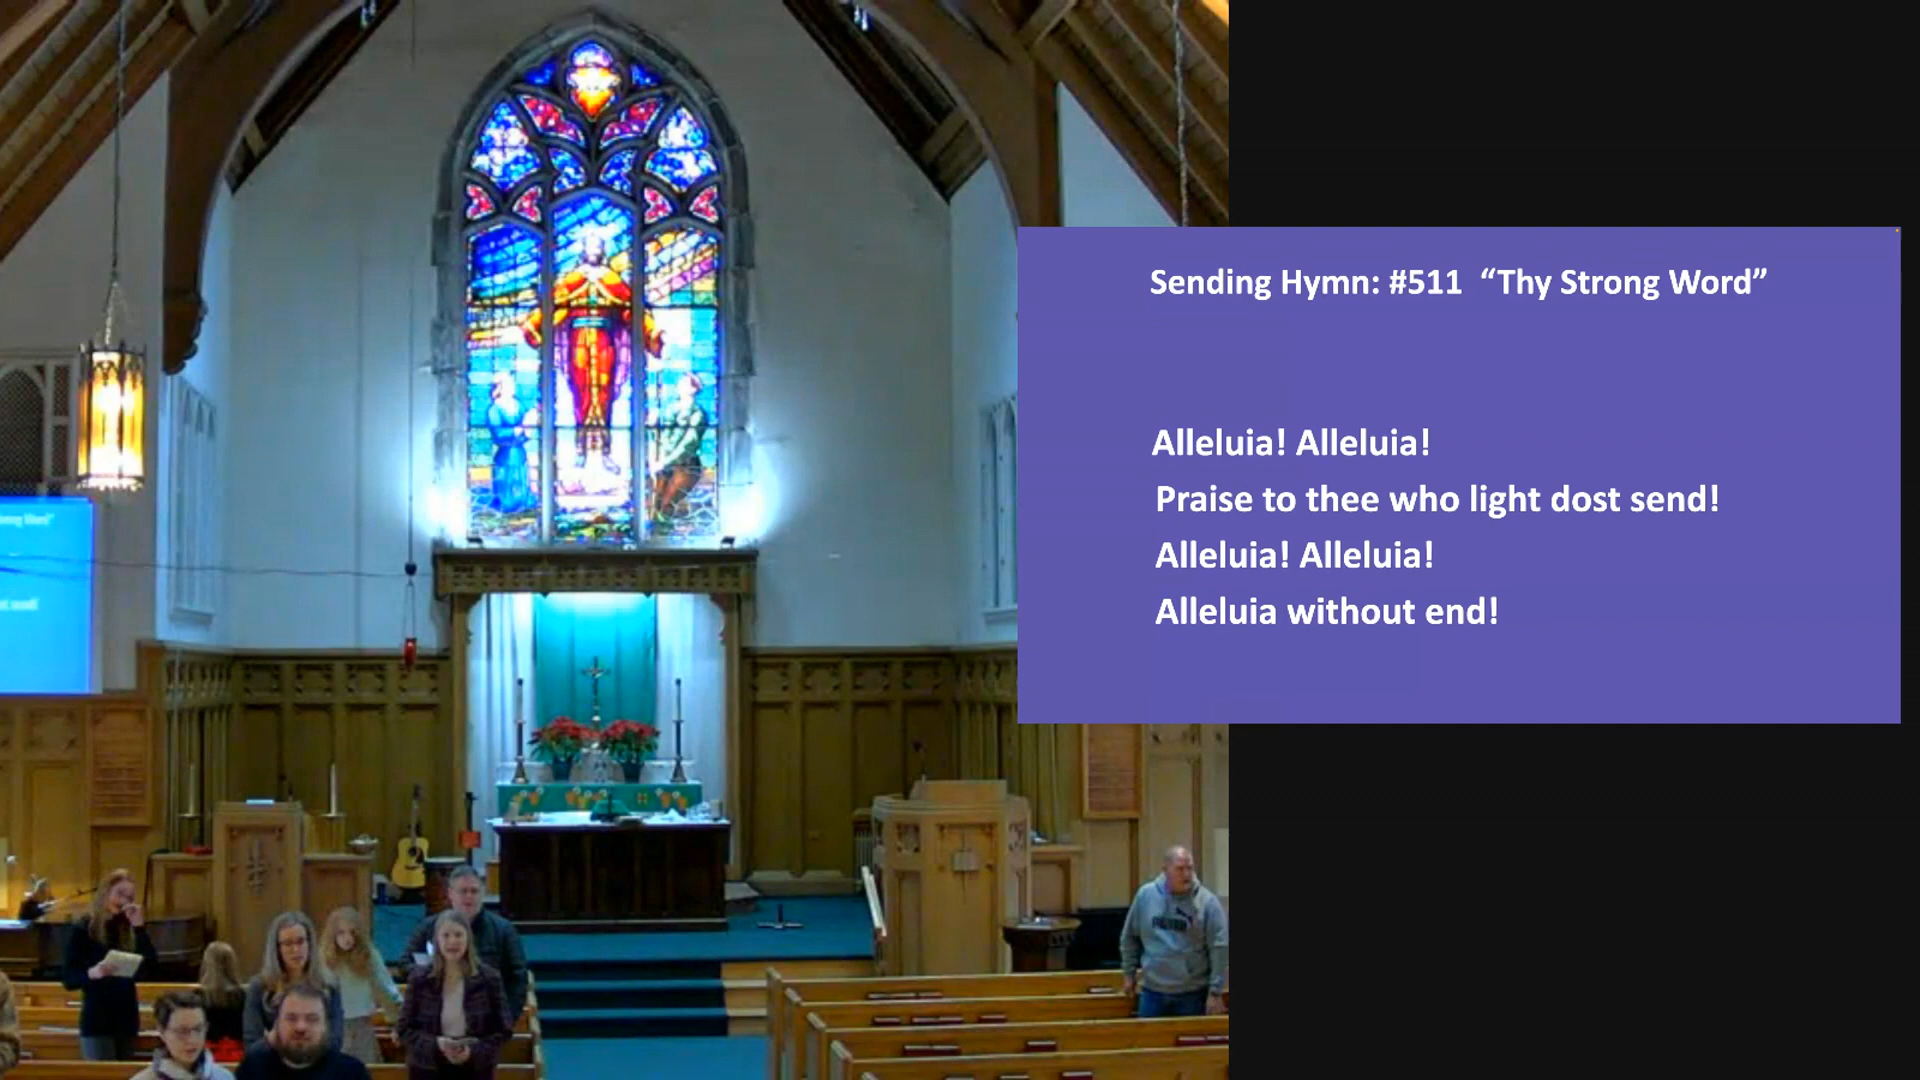 Sending Hymn: #511 “Thy Strong Word”
Alleluia! Alleluia!
Praise to thee who light dost send!
Alleluia! Alleluia!
Alleluia without end!